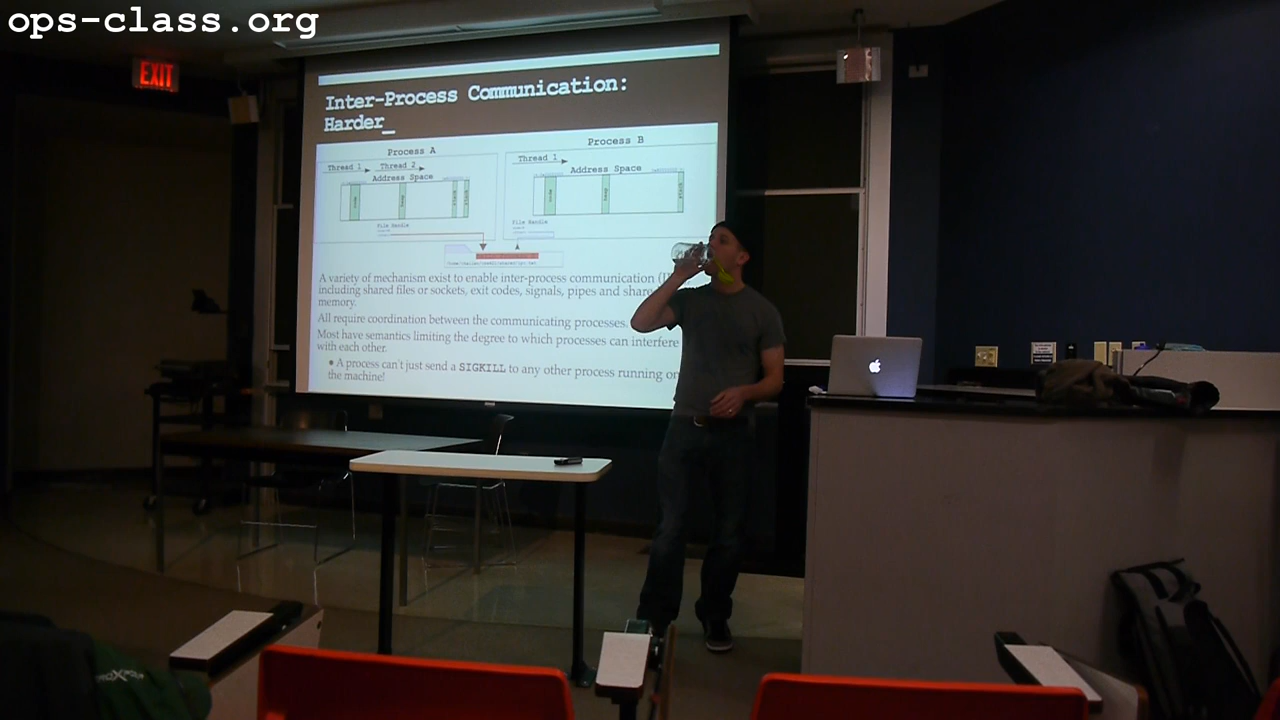 ops-class.org
EXIT
Inter-Process Communication:
Harder_
Process A
Process B
Thread 1
Thread 2
Thread 1
Address Space
Address Space
File Handle
File Handle
A variety of mechanism exist to enable inter-process communication
including shared files or sockets, exit codes, signals, pipes and
memory.
All require coordination between the communicating processes.
Most have semantics limiting the degree to which processes can interfere
with each other.
• A process can't just send a SIGKILL to any other process running on
the machine!